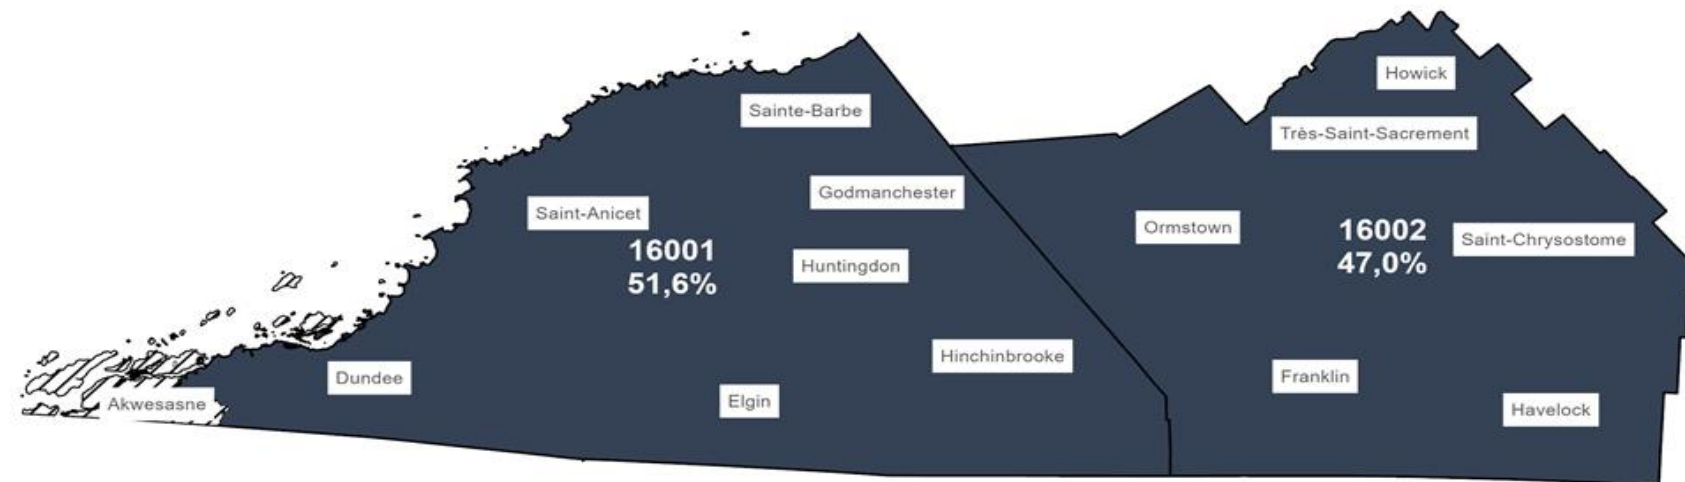 Howick
Sainte-Barbe
Très-Saint-Sacrement
Godmanchester
Saint-Anicet
Ormstown
16001
51,6%
16002
47,0%
Saint-Chrysostome
Huntingdon
Hinchinbrooke
Dundee
Franklin
Elgin
Akwesasne
Havelock